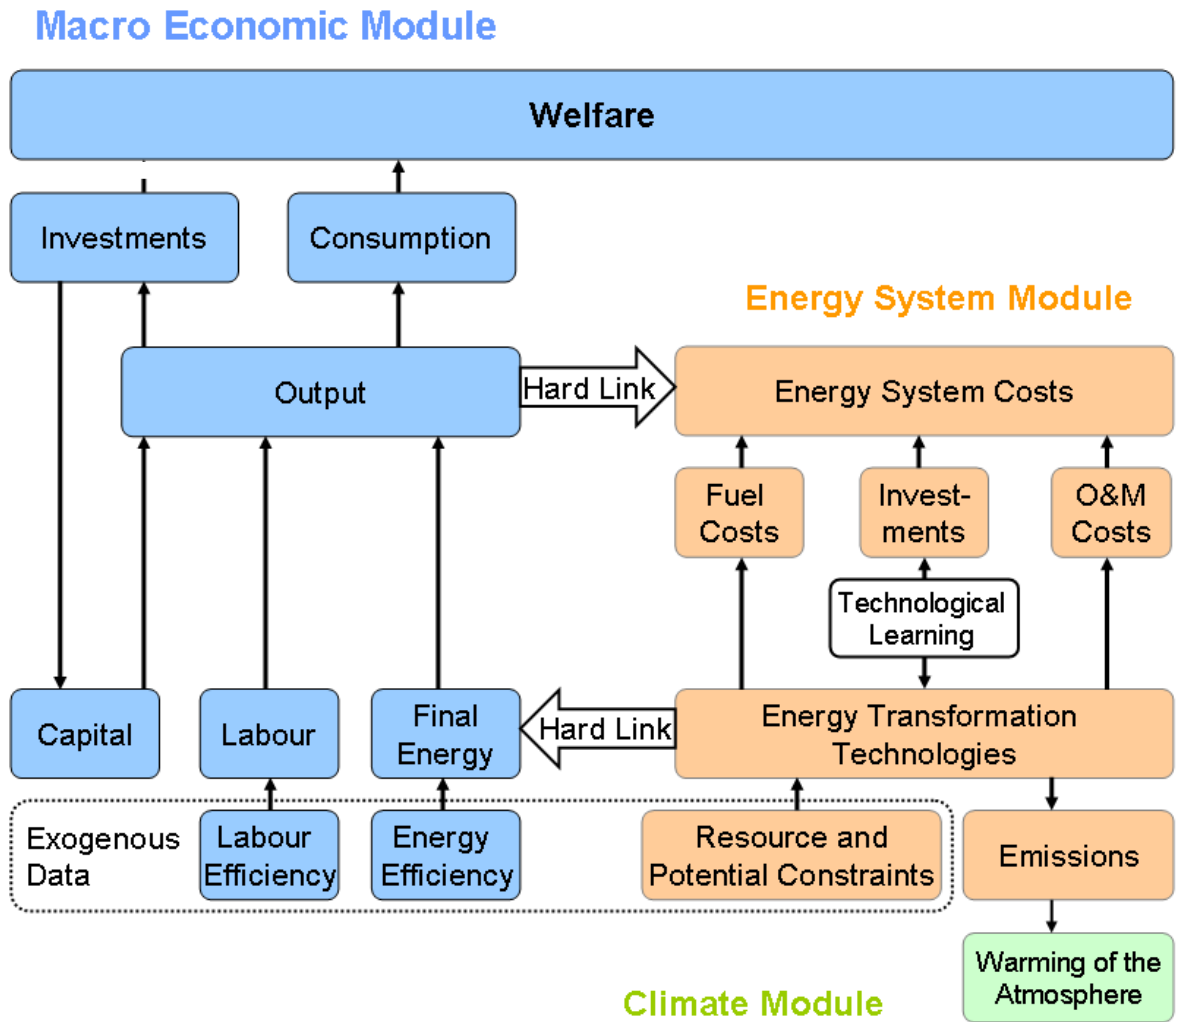 Macro Economic Module
Welfare
Investments
Consumption
Energy System Module
Output
Hard Link
Energy System Costs
Fuel
Costs
Invest-
ments
O&M
Costs
Technological
Learning
Capital
Labour
Final
Energy
Hard Link
Energy Transformation
Technologies
Exogenous
Data
Labour
Efficiency
Energy
Efficiency
Resource and
Potential Constraints
Emissions
Warming of the
Atmosphere
Climate Module